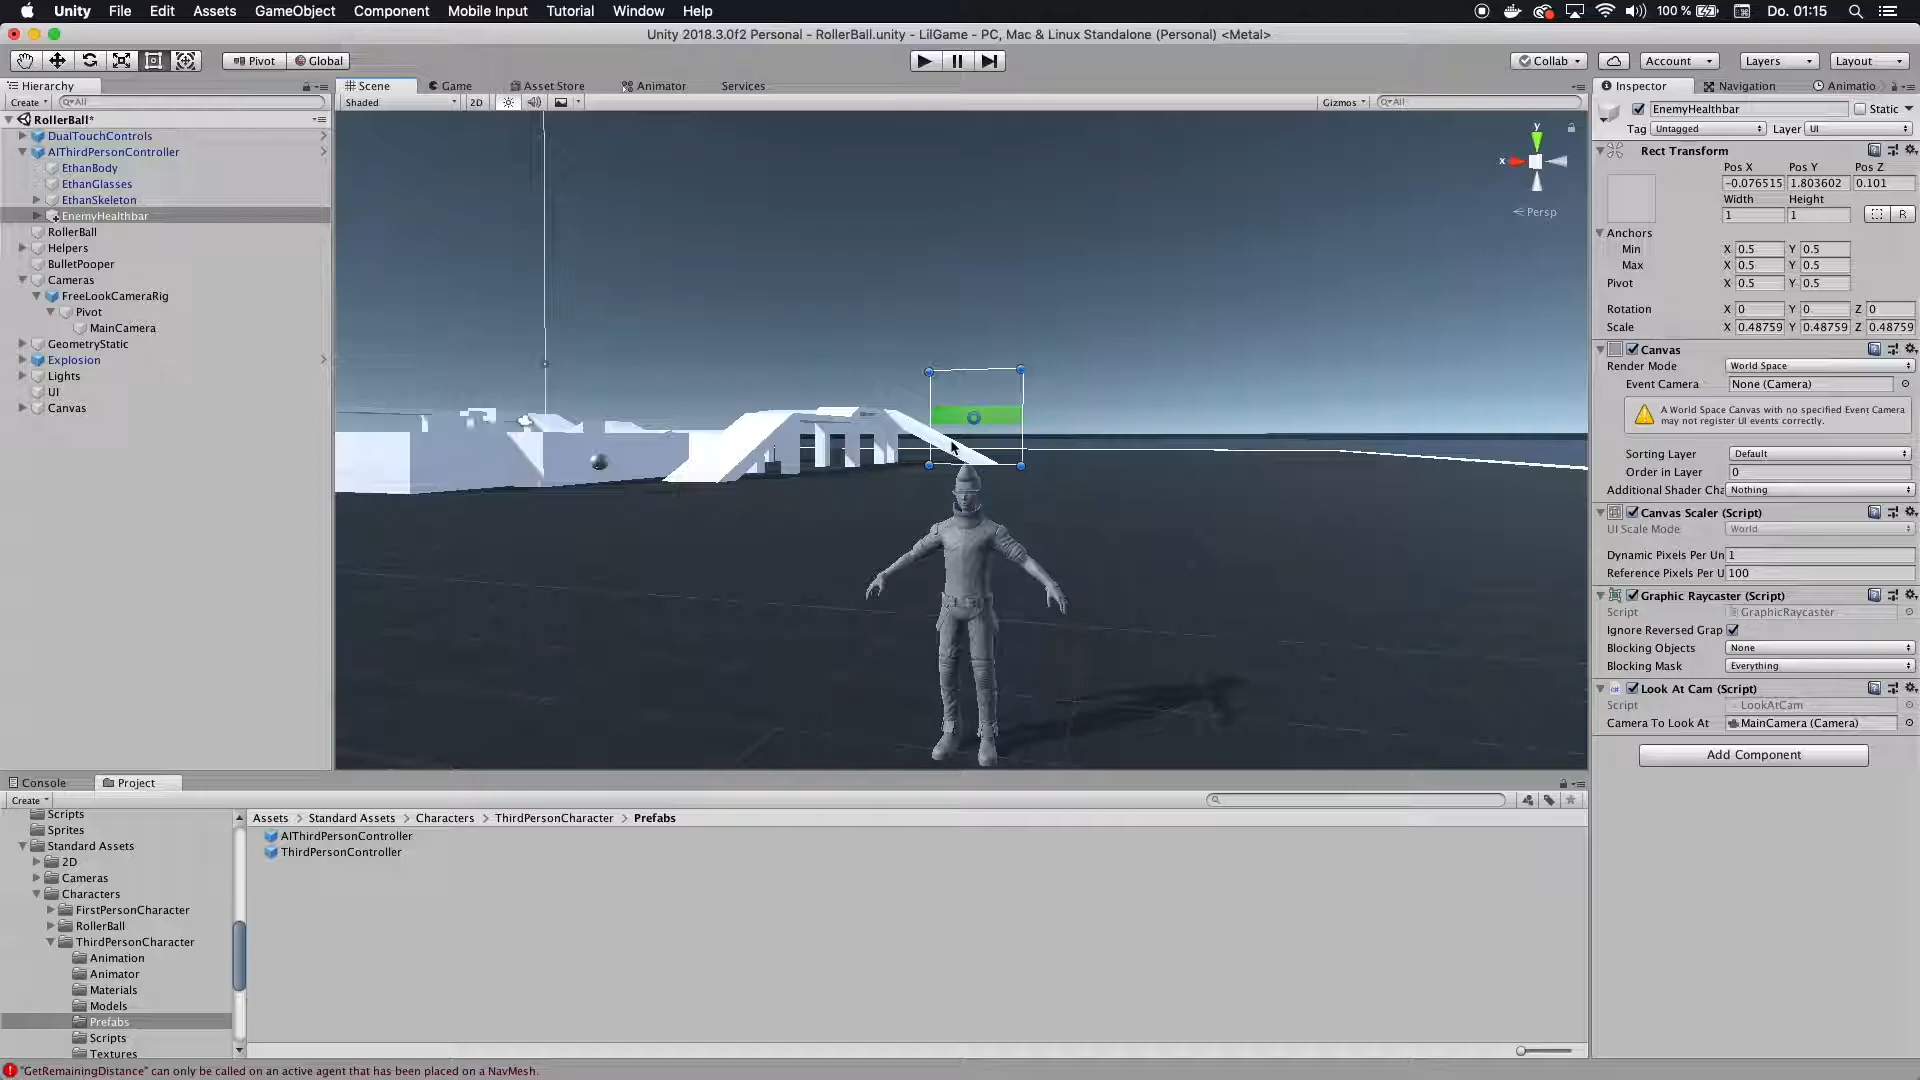 Unity File Edit Assets GameObject Component Mobile Input Tutorial Window Help 100 % Do. 01:15
Unity 2018.3.0f2 Personal - RollerBall.unity - LilGame - PC, Mac & Linux Standalone (Personal) <Metal>
Pivot Global Collab Account Layers Layout
Hierarchy Scene Game Asset Store Animator Services Inspector Navigation Animatio
Create All Shaded 2D Gizmos All
EnemyHealthbar Static
Tag Untagged Layer UI
RollerBall*
DualTouchControls
AIThirdPersonController
EthanBody
EthanGlasses
EthanSkeleton
EnemyHealthbar
RollerBall
Helpers
BulletPooper
Cameras
FreeLookCameraRig
Pivot
MainCamera
GeometryStatic
Explosion
Lights
UI
Canvas
y
x
Persp
Rect Transform
Pos X Pos Y Pos Z
-0.076515 1.803602 0.101
Width Height
1 1 R
Anchors
Min X 0.5 Y 0.5
Max X 0.5 Y 0.5
Pivot X 0.5 Y 0.5
Rotation X 0 Y 0 Z 0
Scale X 0.48759 Y 0.48759 Z 0.48759
Canvas
Render Mode World Space
Event Camera None (Camera)
A World Space Canvas with no specified Event Camera
may not register UI events correctly.
Sorting Layer Default
Order in Layer 0
Additional Shader Cha Nothing
Canvas Scaler (Script)
UI Scale Mode World
Dynamic Pixels Per Un 1
Reference Pixels Per U 100
Graphic Raycaster (Script)
Script GraphicRaycaster
Ignore Reversed Grap
Blocking Objects None
Blocking Mask Everything
Look At Cam (Script)
Script LookAtCam
Camera To Look At MainCamera (Camera)
Add Component
Console Project
Create
Scripts
Sprites
Standard Assets
2D
Cameras
Characters
FirstPersonCharacter
RollerBall
ThirdPersonCharacter
Animation
Animator
Materials
Models
Prefabs
Scripts
Textures
Assets > Standard Assets > Characters > ThirdPersonCharacter > Prefabs
AIThirdPersonController
ThirdPersonController
"GetRemainingDistance" can only be called on an active agent that has been placed on a NavMesh.